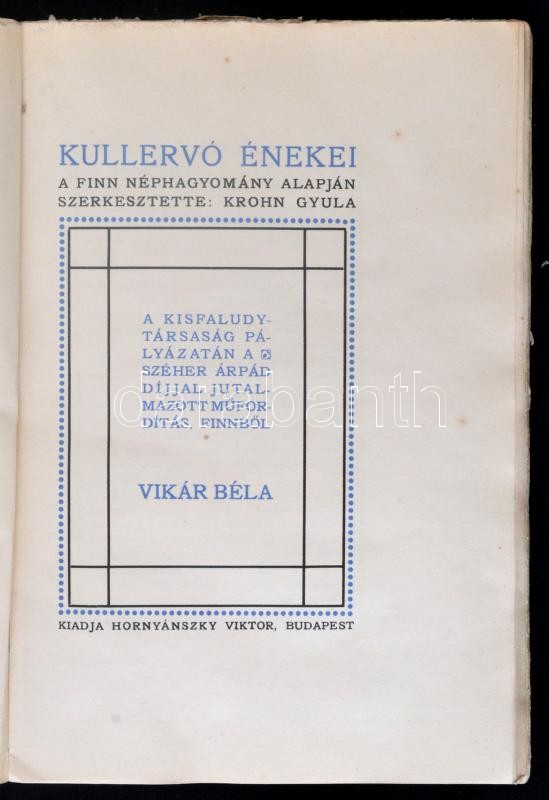 KULLERVÓ ÉNEKEI
A FINN NÉPHAGYOMÁNY ALAPJÁN
SZERKESZTETTE: KROHN GYULA
A KISFALUDY-
TÁRSASÁG PÁ-
LYÁZATÁN A
SZÉHER ÁRPÁD
DÍJJAL JUTAL-
MAZOTT MŰFOR-
DÍTÁS, FINNBŐL
darabanth
VIKÁR BÉLA
KIADJA HORNYÁNSZKY VIKTOR, BUDAPEST